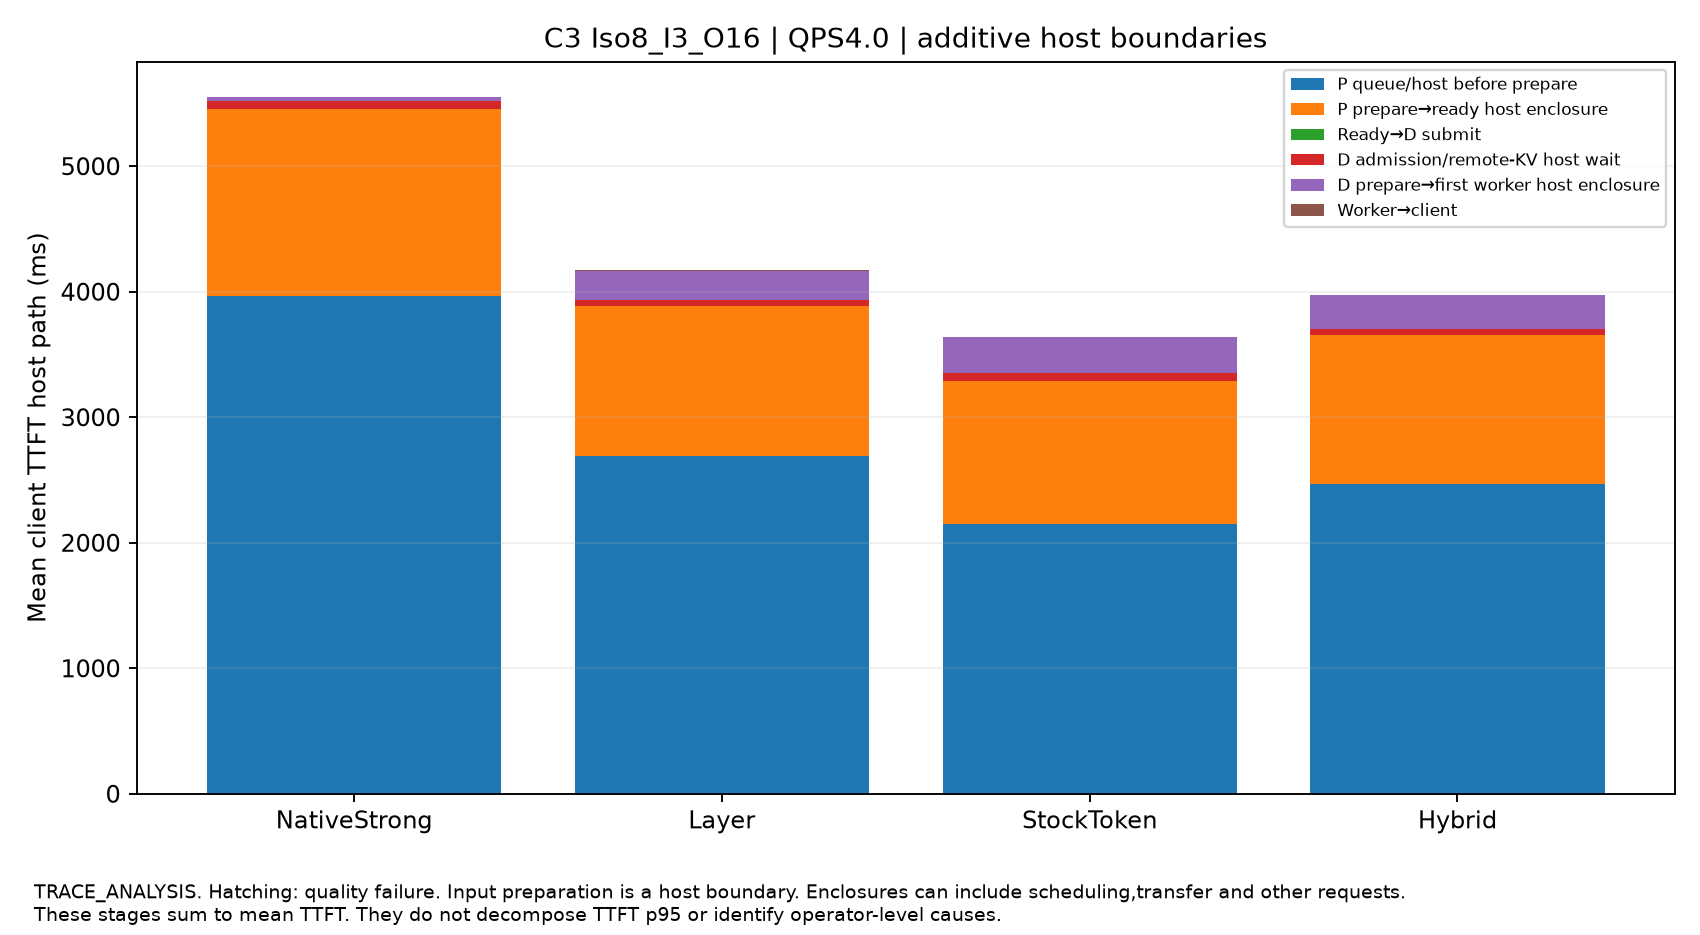 C3 Iso8_I3_O16 | QPS4.0 | additive host boundaries
P queue/host before prepare
P prepare→ready host enclosure
Ready→D submit
D admission/remote-KV host wait
D prepare→first worker host enclosure
Worker→client
Mean client TTFT host path (ms)
5000
4000
3000
2000
1000
0
NativeStrong
Layer
StockToken
Hybrid
TRACE_ANALYSIS. Hatching: quality failure. Input preparation is a host boundary. Enclosures can include scheduling,transfer and other requests.
These stages sum to mean TTFT. They do not decompose TTFT p95 or identify operator-level causes.